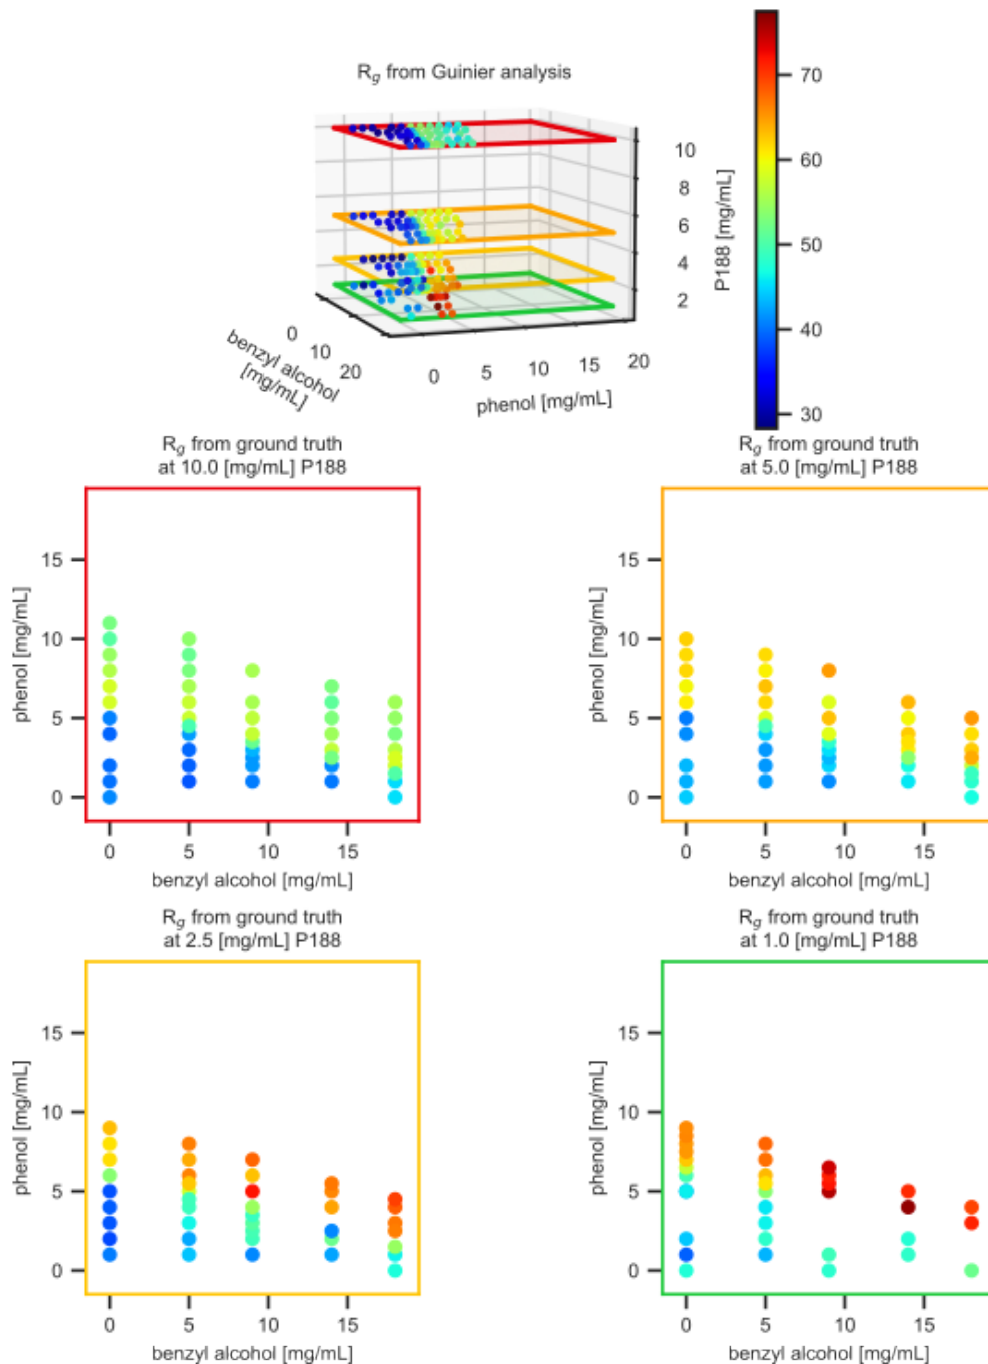 R_g from Guinier analysis
70
60
50
40
30
10
8
6
4
2
P188 [mg/mL]
0
10
20
benzyl alcohol
[mg/mL]
0
5
10
15
20
phenol [mg/mL]
R_g from ground truth
at 10.0 [mg/mL] P188
15
10
5
0
phenol [mg/mL]
0 5 10 15
benzyl alcohol [mg/mL]
R_g from ground truth
at 5.0 [mg/mL] P188
15
10
5
0
phenol [mg/mL]
0 5 10 15
benzyl alcohol [mg/mL]
R_g from ground truth
at 2.5 [mg/mL] P188
15
10
5
0
phenol [mg/mL]
0 5 10 15
benzyl alcohol [mg/mL]
R_g from ground truth
at 1.0 [mg/mL] P188
15
10
5
0
phenol [mg/mL]
0 5 10 15
benzyl alcohol [mg/mL]